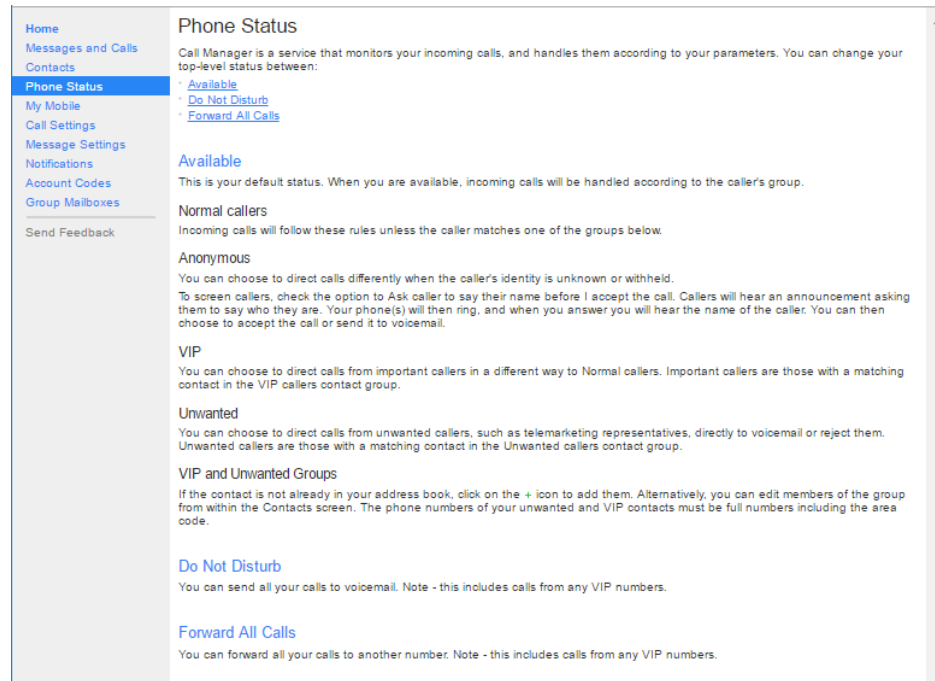 Home
Messages and Calls
Contacts
Phone Status
My Mobile
Call Settings
Message Settings
Notifications
Account Codes
Group Mailboxes
Send Feedback
Phone Status
Call Manager is a service that monitors your incoming calls, and handles them according to your parameters. You can change your
top-level status between:
Available
Do Not Disturb
Forward All Calls
Available
This is your default status. When you are available, incoming calls will be handled according to the caller's group.
Normal callers
Incoming calls will follow these rules unless the caller matches one of the groups below.
Anonymous
You can choose to direct calls differently when the caller's identity is unknown or withheld.
To screen callers, check the option to Ask caller to say their name before I accept the call. Callers will hear an announcement asking
them to say who they are. Your phone(s) will then ring, and when you answer you will hear the name of the caller. You can then
choose to accept the call or send it to voicemail.
VIP
You can choose to direct calls from important callers in a different way to Normal callers. Important callers are those with a matching
contact in the VIP callers contact group.
Unwanted
You can choose to direct calls from unwanted callers, such as telemarketing representatives, directly to voicemail or reject them.
Unwanted callers are those with a matching contact in the Unwanted callers contact group.
VIP and Unwanted Groups
If the contact is not already in your address book, click on the + icon to add them. Alternatively, you can edit members of the group
from within the Contacts screen. The phone numbers of your unwanted and VIP contacts must be full numbers including the area
code.
Do Not Disturb
You can send all your calls to voicemail. Note - this includes calls from any VIP numbers.
Forward All Calls
You can forward all your calls to another number. Note - this includes calls from any VIP numbers.